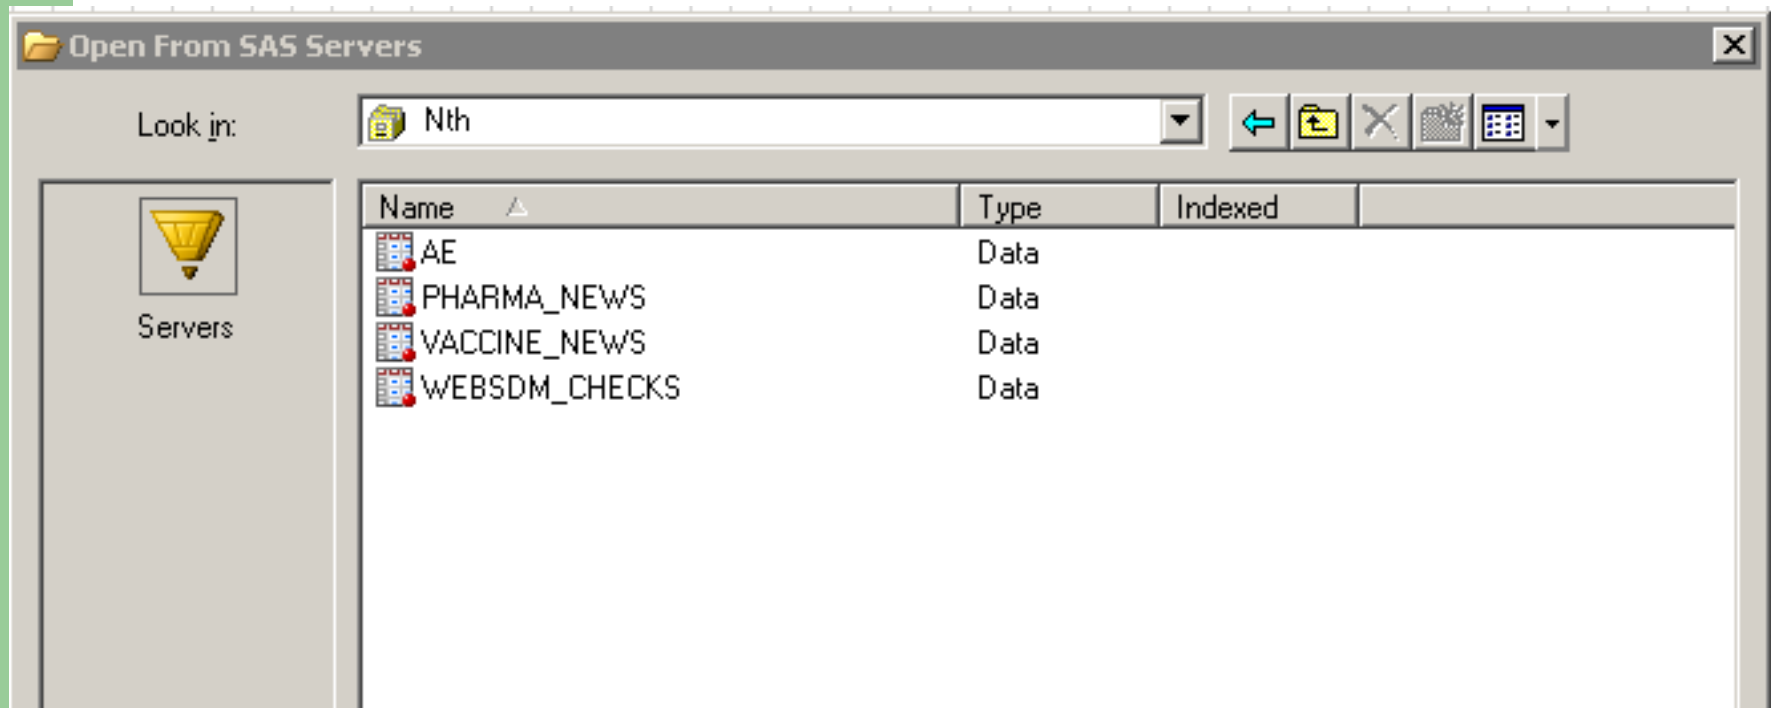 Open From SAS Servers
Look in: Nth
Servers
Name Type Indexed
AE Data
PHARMA_NEWS Data
VACCINE_NEWS Data
WEBSDM_CHECKS Data